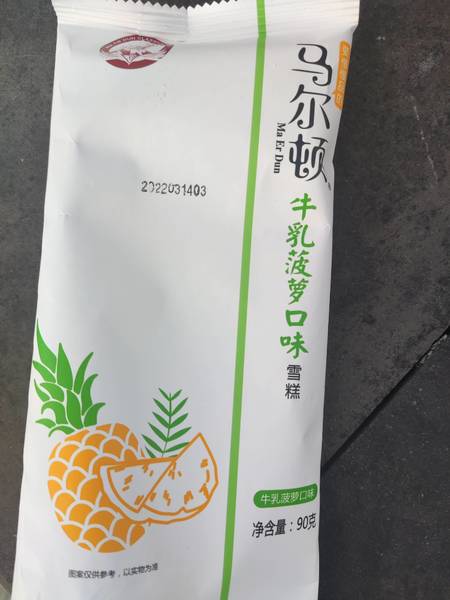 马尔顿
Ma Er Dun
2022031403
牛乳菠萝口味
雪糕
牛乳菠萝口味
净含量：90克
图案仅供参考，以实物为准